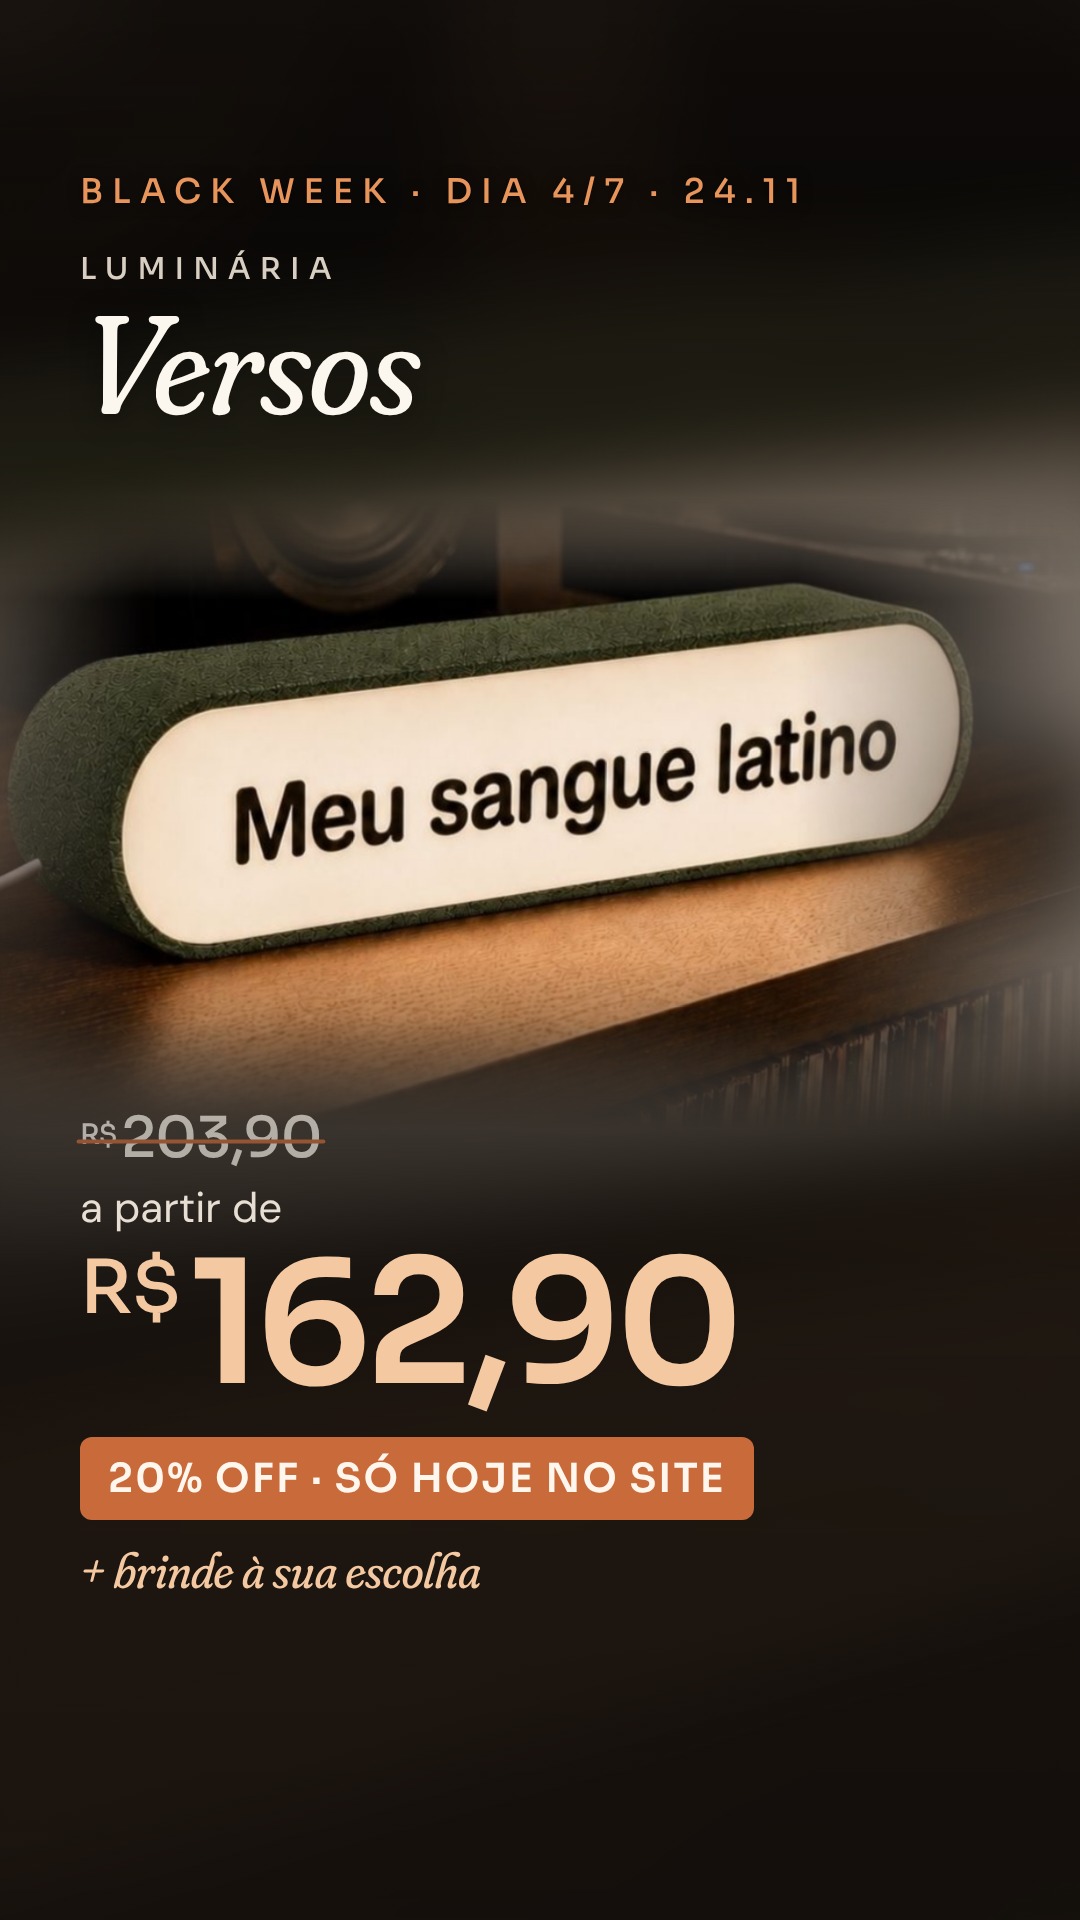 BLACK WEEK · DIA 4/7 · 24.11
LUMINÁRIA
Versos
Meu sangue latino
R$ 203,90
a partir de
R$ 162,90
20% OFF · SÓ HOJE NO SITE
+ brinde à sua escolha